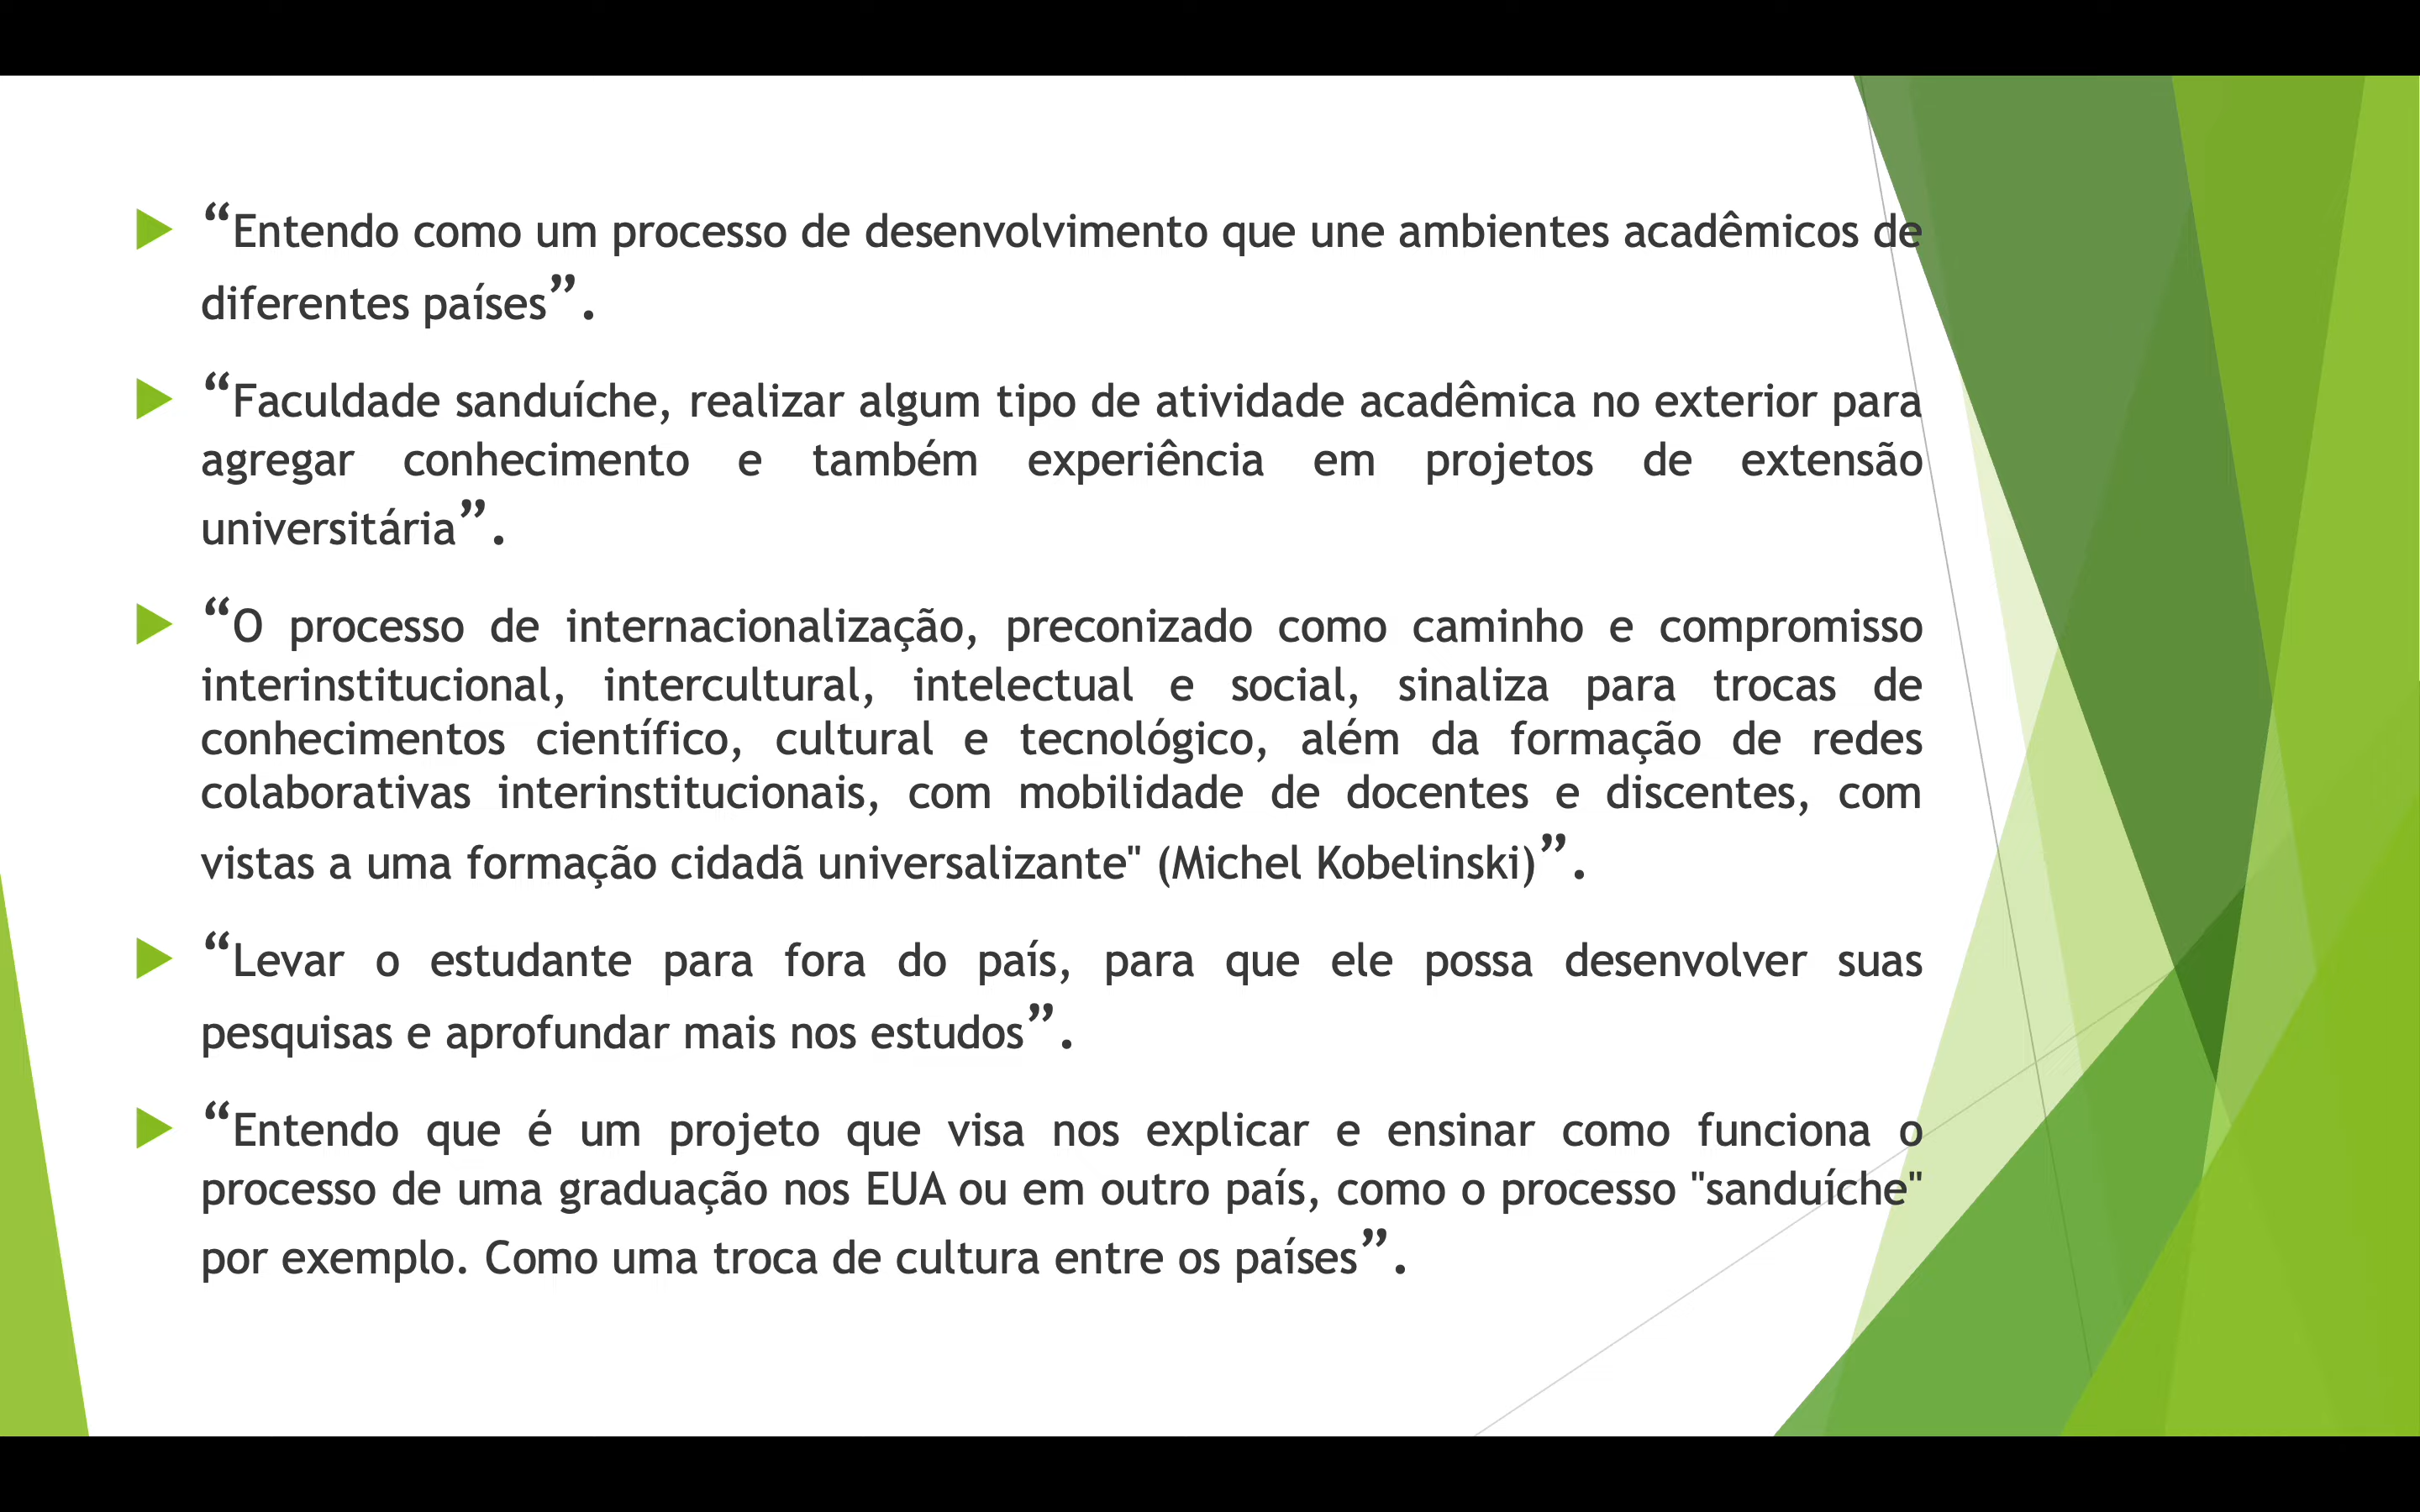 “Entendo como um processo de desenvolvimento que une ambientes acadêmicos de
diferentes países”.
“Faculdade sanduíche, realizar algum tipo de atividade acadêmica no exterior para
agregar conhecimento e também experiência em projetos de extensão
universitária”.
“O processo de internacionalização, preconizado como caminho e compromisso
interinstitucional, intercultural, intelectual e social, sinaliza para trocas de
conhecimentos científico, cultural e tecnológico, além da formação de redes
colaborativas interinstitucionais, com mobilidade de docentes e discentes, com
vistas a uma formação cidadã universalizante" (Michel Kobelinski)”.
“Levar o estudante para fora do país, para que ele possa desenvolver suas
pesquisas e aprofundar mais nos estudos”.
“Entendo que é um projeto que visa nos explicar e ensinar como funciona o
processo de uma graduação nos EUA ou em outro país, como o processo "sanduíche"
por exemplo. Como uma troca de cultura entre os países”.